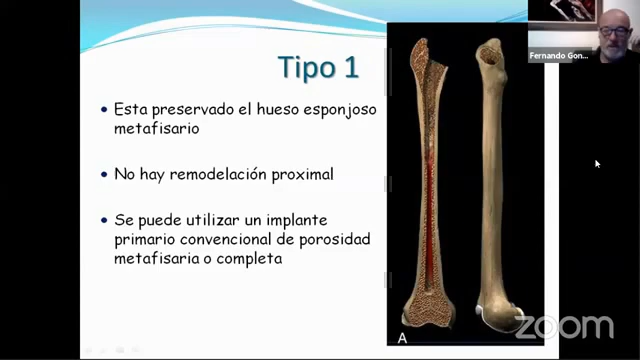 Fernando Gon...
Tipo 1
• Esta preservado el hueso esponjoso
metafisario
• No hay remodelación proximal
• Se puede utilizar un implante
primario convencional de porosidad
metafisaria o completa
A
zoom